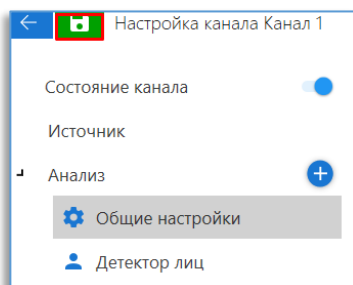 Настройка канала Канал 1
Состояние канала
Источник
Анализ
Общие настройки
Детектор лиц